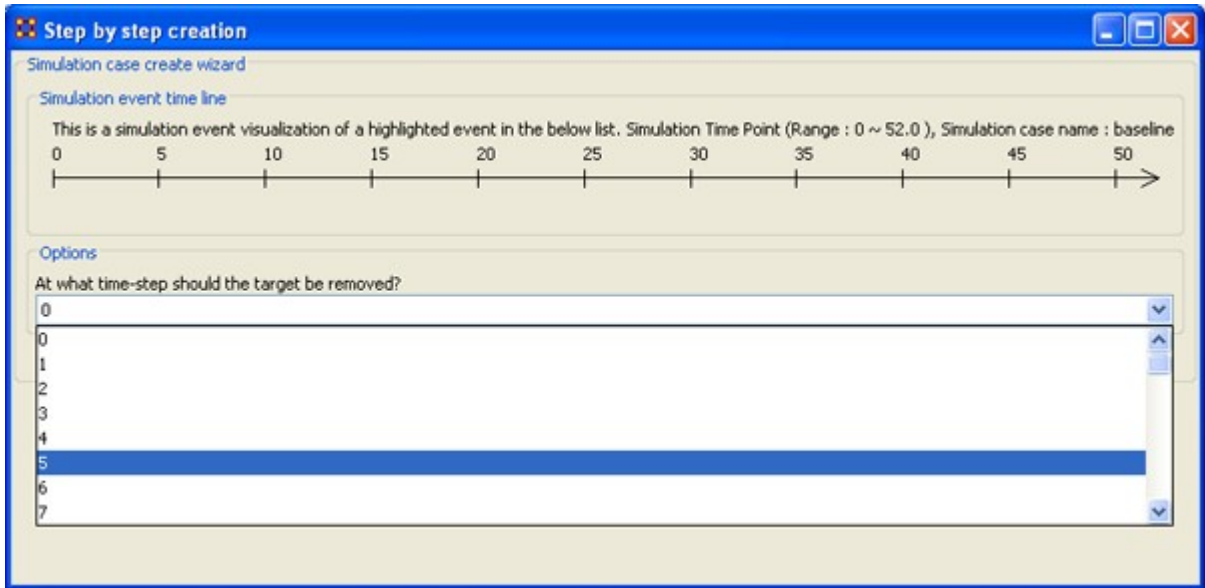 Step by step creation
Simulation case create wizard
Simulation event time line
This is a simulation event visualization of a highlighted event in the below list. Simulation Time Point (Range : 0 ~ 52.0 ), Simulation case name : baseline
0 5 10 15 20 25 30 35 40 45 50
Options
At what time-step should the target be removed?
0
0
1
2
3
4
5
6
7